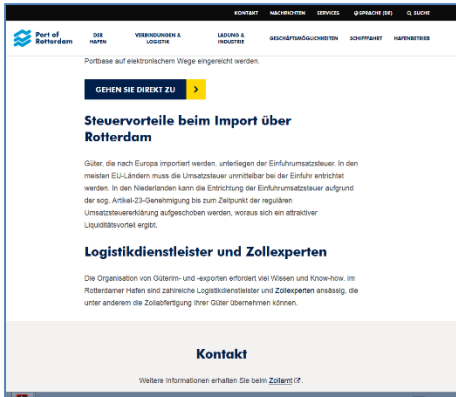 KONTAKT NACHRICHTEN SERVICES SPRACHE (DE) SUCHE
Port of Rotterdam
DER HAFEN
VERBINDUNGEN & LOGISTIK
LADUNG & INDUSTRIE
GESCHÄFTSMÖGLICHKEITEN
SCHIFFFAHRT
HAFENBETRIEB
Portbase auf elektronischem Wege eingereicht werden.
GEHEN SIE DIREKT ZU
Steuervorteile beim Import über
Rotterdam
Güter, die nach Europa importiert werden, unterliegen der Einfuhrumsatzsteuer. In den
meisten EU-Ländern muss die Umsatzsteuer unmittelbar bei der Einfuhr entrichtet
werden. In den Niederlanden kann die Entrichtung der Einfuhrumsatzsteuer aufgrund
der sog. Artikel-23-Genehmigung bis zum Zeitpunkt der regulären
Umsatzsteuererklärung aufgeschoben werden, woraus sich ein attraktiver
Liquiditätsvorteil ergibt.
Logistikdienstleister und Zollexperten
Die Organisation von Güterim- und -exporten erfordert viel Wissen und Know-how. Im
Rotterdamer Hafen sind zahlreiche Logistikdienstleister und Zollexperten ansässig, die
unter anderem die Zollabfertigung Ihrer Güter übernehmen können.
Kontakt
Weitere Informationen erhalten Sie beim Zollamt.